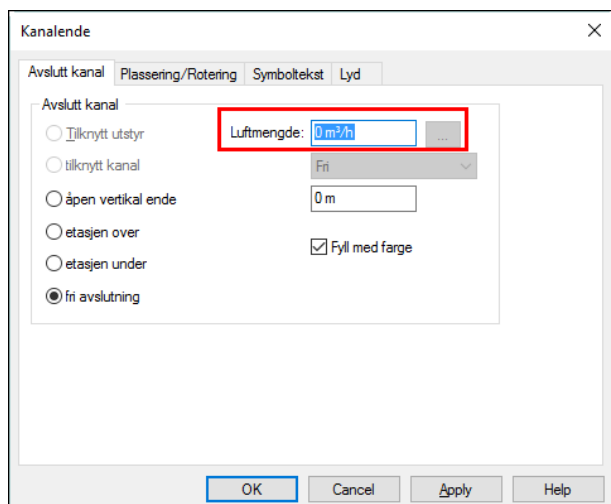 Kanalende
Avslutt kanal Plassering/Rotering Symboltekst Lyd
Avslutt kanal
Tilknytt utstyr Luftmengde: 0 m³/h ...
tilknytt kanal Fri
åpen vertikal ende 0 m
etasjen over
Fyll med farge
etasjen under
fri avslutning
OK Cancel Apply Help